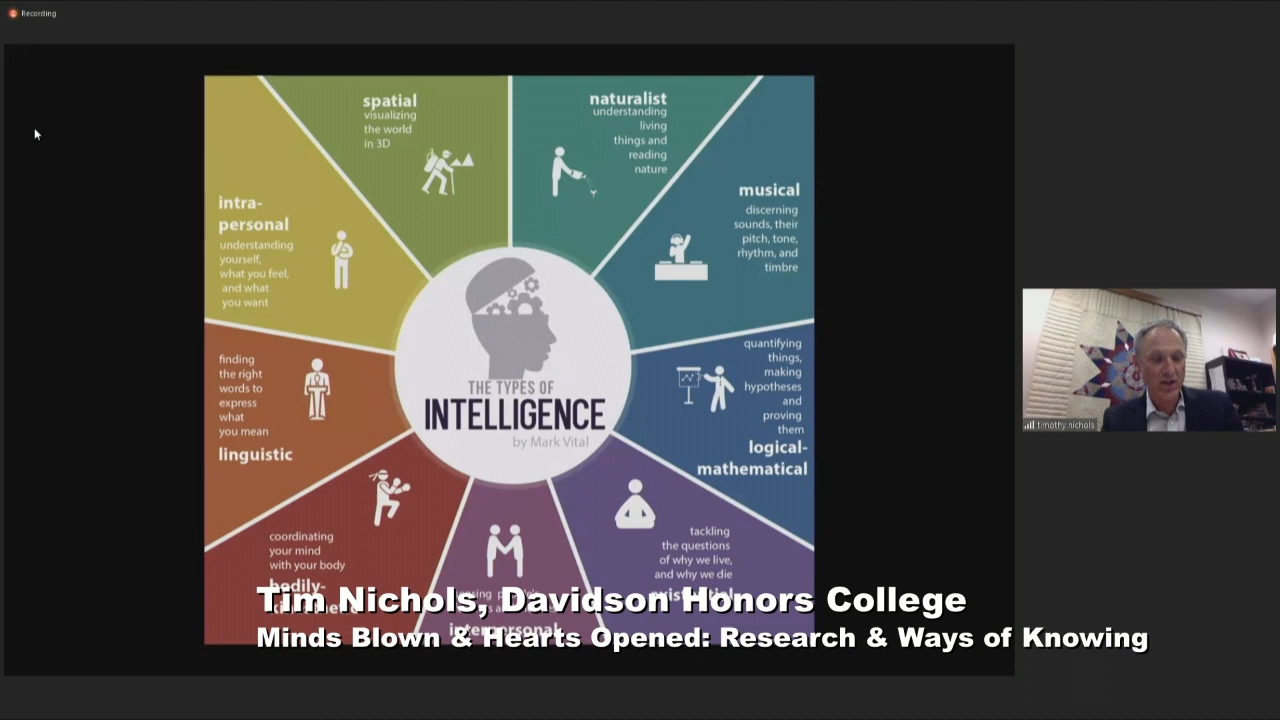 Recording
spatial
visualizing
the world
in 3D
naturalist
understanding
living
things and
reading
nature
musical
discerning
sounds, their
pitch, tone,
rhythm, and
timbre
intra-
personal
understanding
yourself,
what you feel,
and what
you want
finding
the right
words to
express
what
you mean
linguistic
THE TYPES OF
INTELLIGENCE
by Mark Vital
quantifying
things,
making
hypotheses
and
proving
them
logical-
mathematical
timothy.nichols
coordinating
your mind
with your body
bodily-
tackling
the questions
of why we live,
and why we die
existential
interpersonal
Tim Nichols, Davidson Honors College
Minds Blown & Hearts Opened: Research & Ways of Knowing